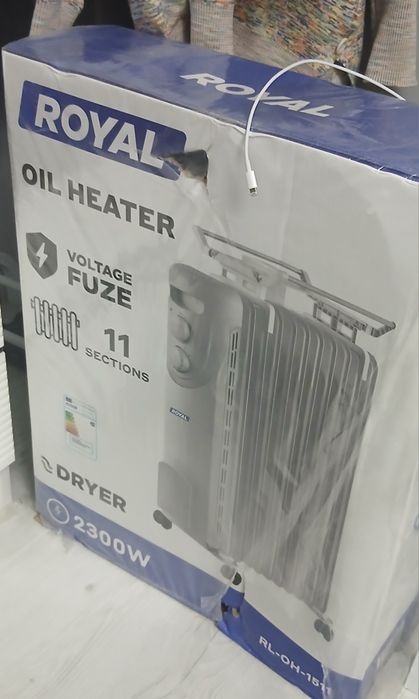 ROYAL
ROYAL
OIL HEATER
VOLTAGE
FUZE
11
SECTIONS
ROYAL
DRYER
2300W